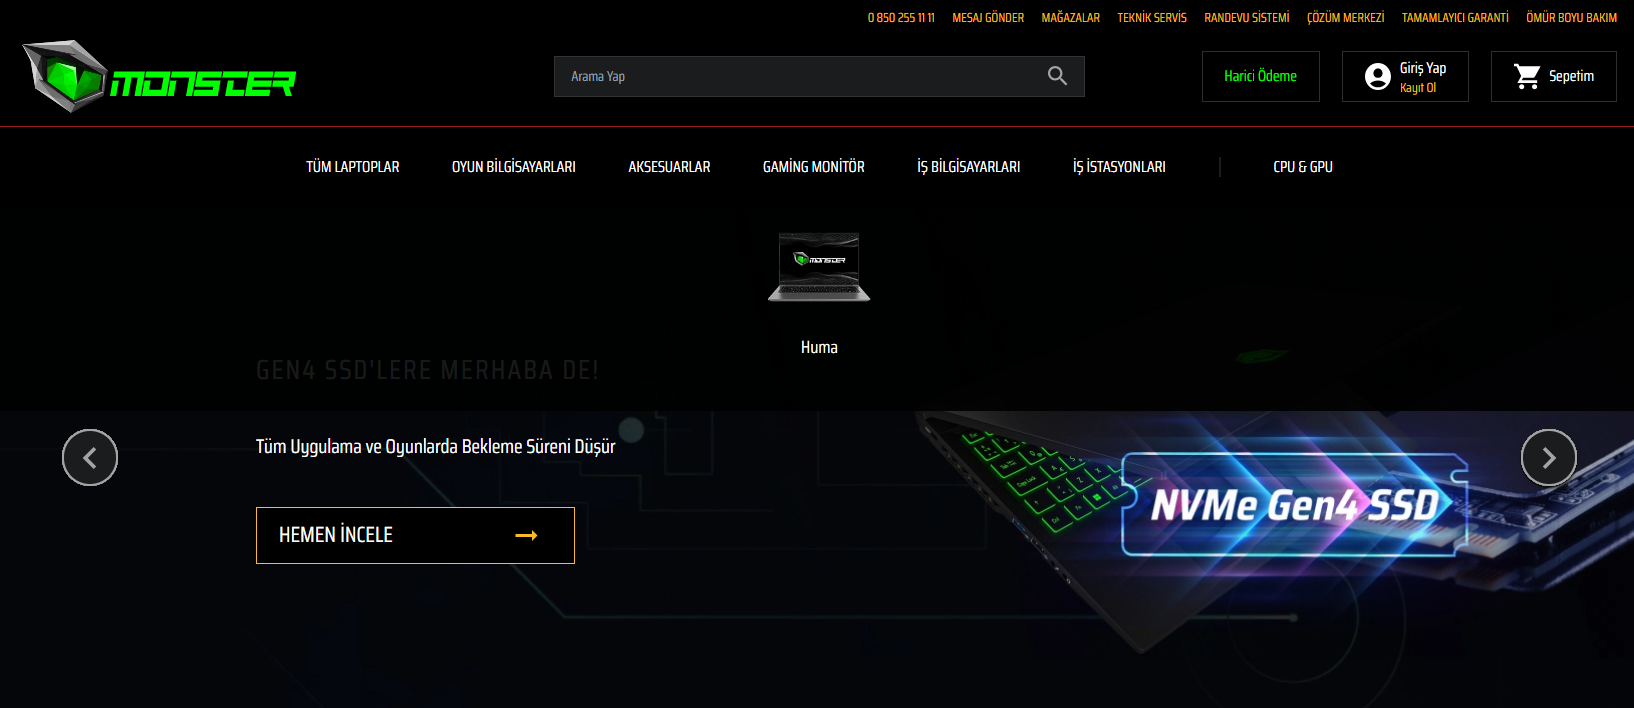 0 850 255 11 11 MESAJ GÖNDER MAĞAZALAR TEKNİK SERVİS RANDEVU SİSTEMİ ÇÖZÜM MERKEZİ TAMAMLAYICI GARANTİ ÖMÜR BOYU BAKIM
MONSTER
Arama Yap
Harici Ödeme
Giriş Yap
Kayıt Ol
Sepetim
TÜM LAPTOPLAR OYUN BİLGİSAYARLARI AKSESUARLAR GAMİNG MONİTÖR İŞ BİLGİSAYARLARI İŞ İSTASYONLARI CPU & GPU
MONSTER
Huma
GEN4 SSD'LERE MERHABA DE!
Tüm Uygulama ve Oyunlarda Bekleme Süreni Düşür
HEMEN İNCELE
NVMe Gen4 SSD